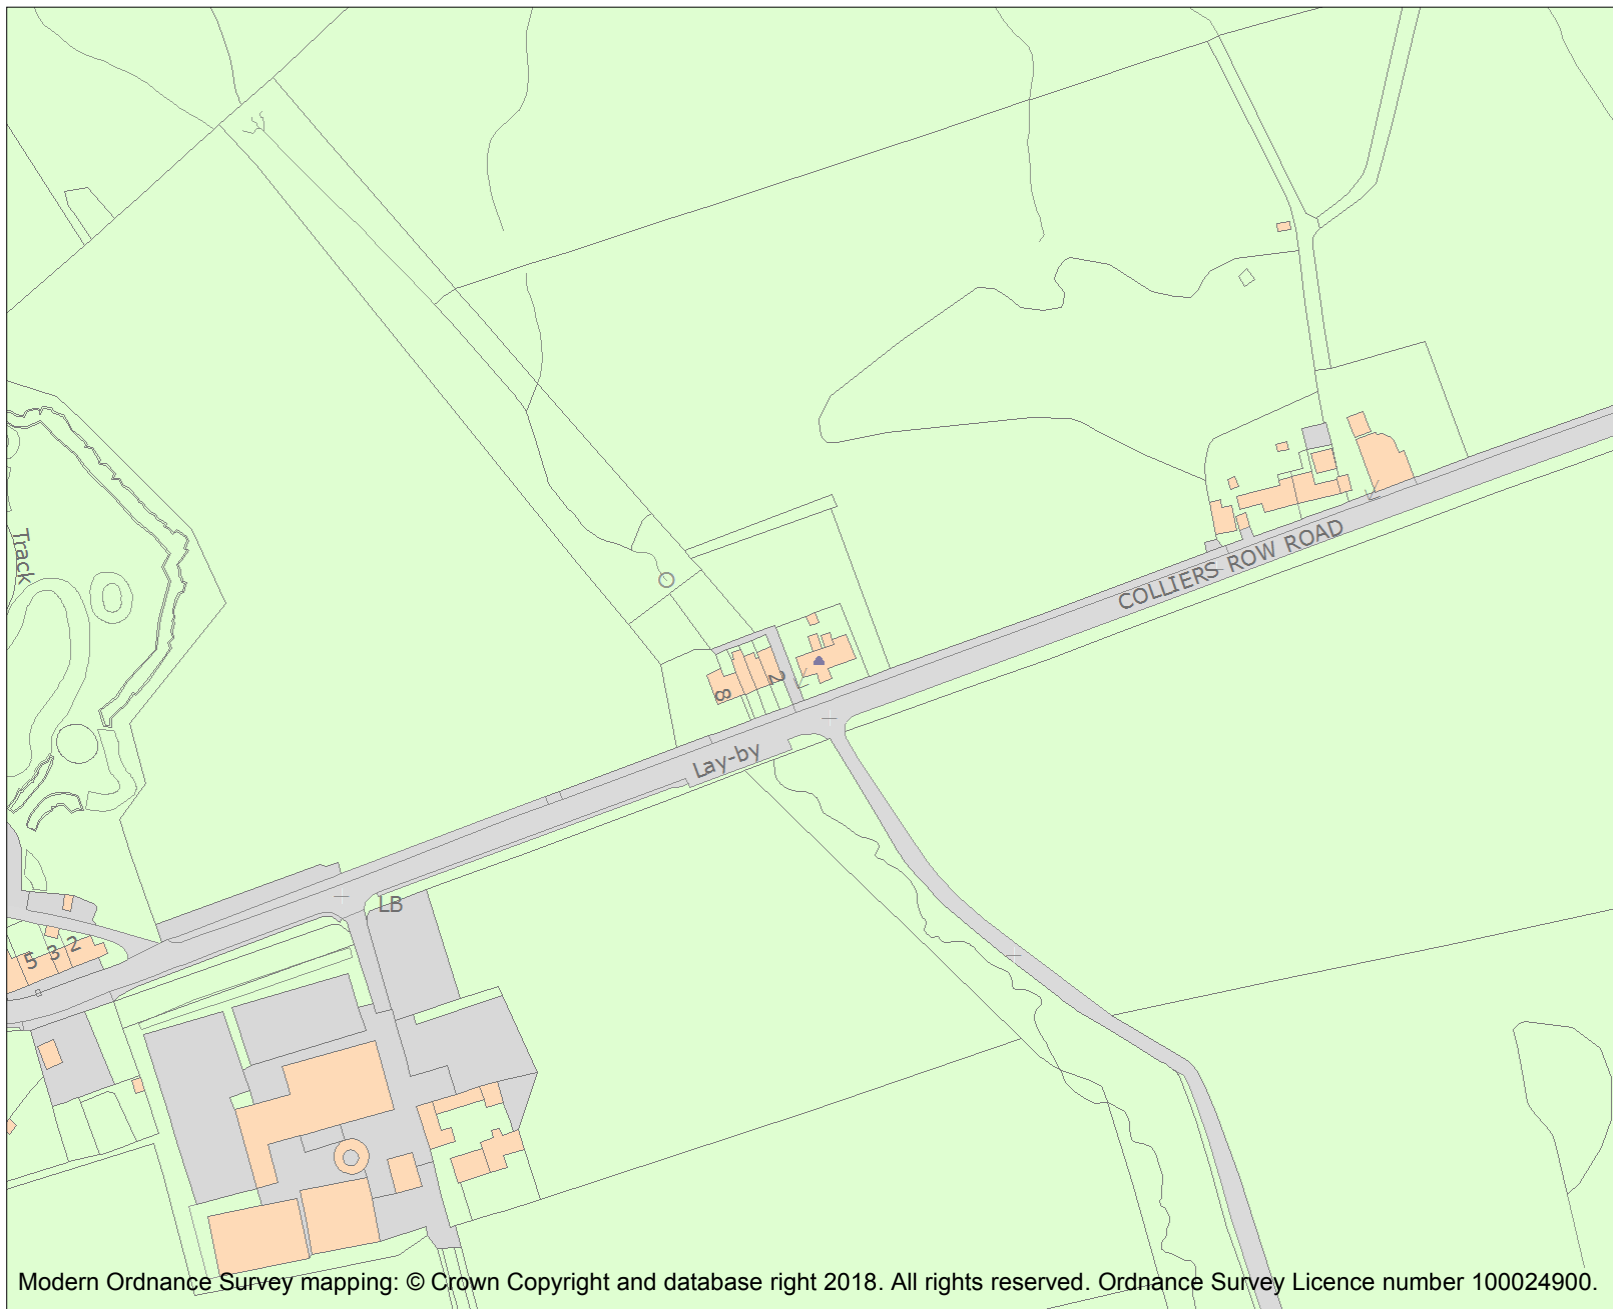 COLLIERS ROW ROAD
Track
8
2
Lay-by
LB
5 3 2
Modern Ordnance Survey mapping: © Crown Copyright and database right 2018. All rights reserved. Ordnance Survey Licence number 100024900.